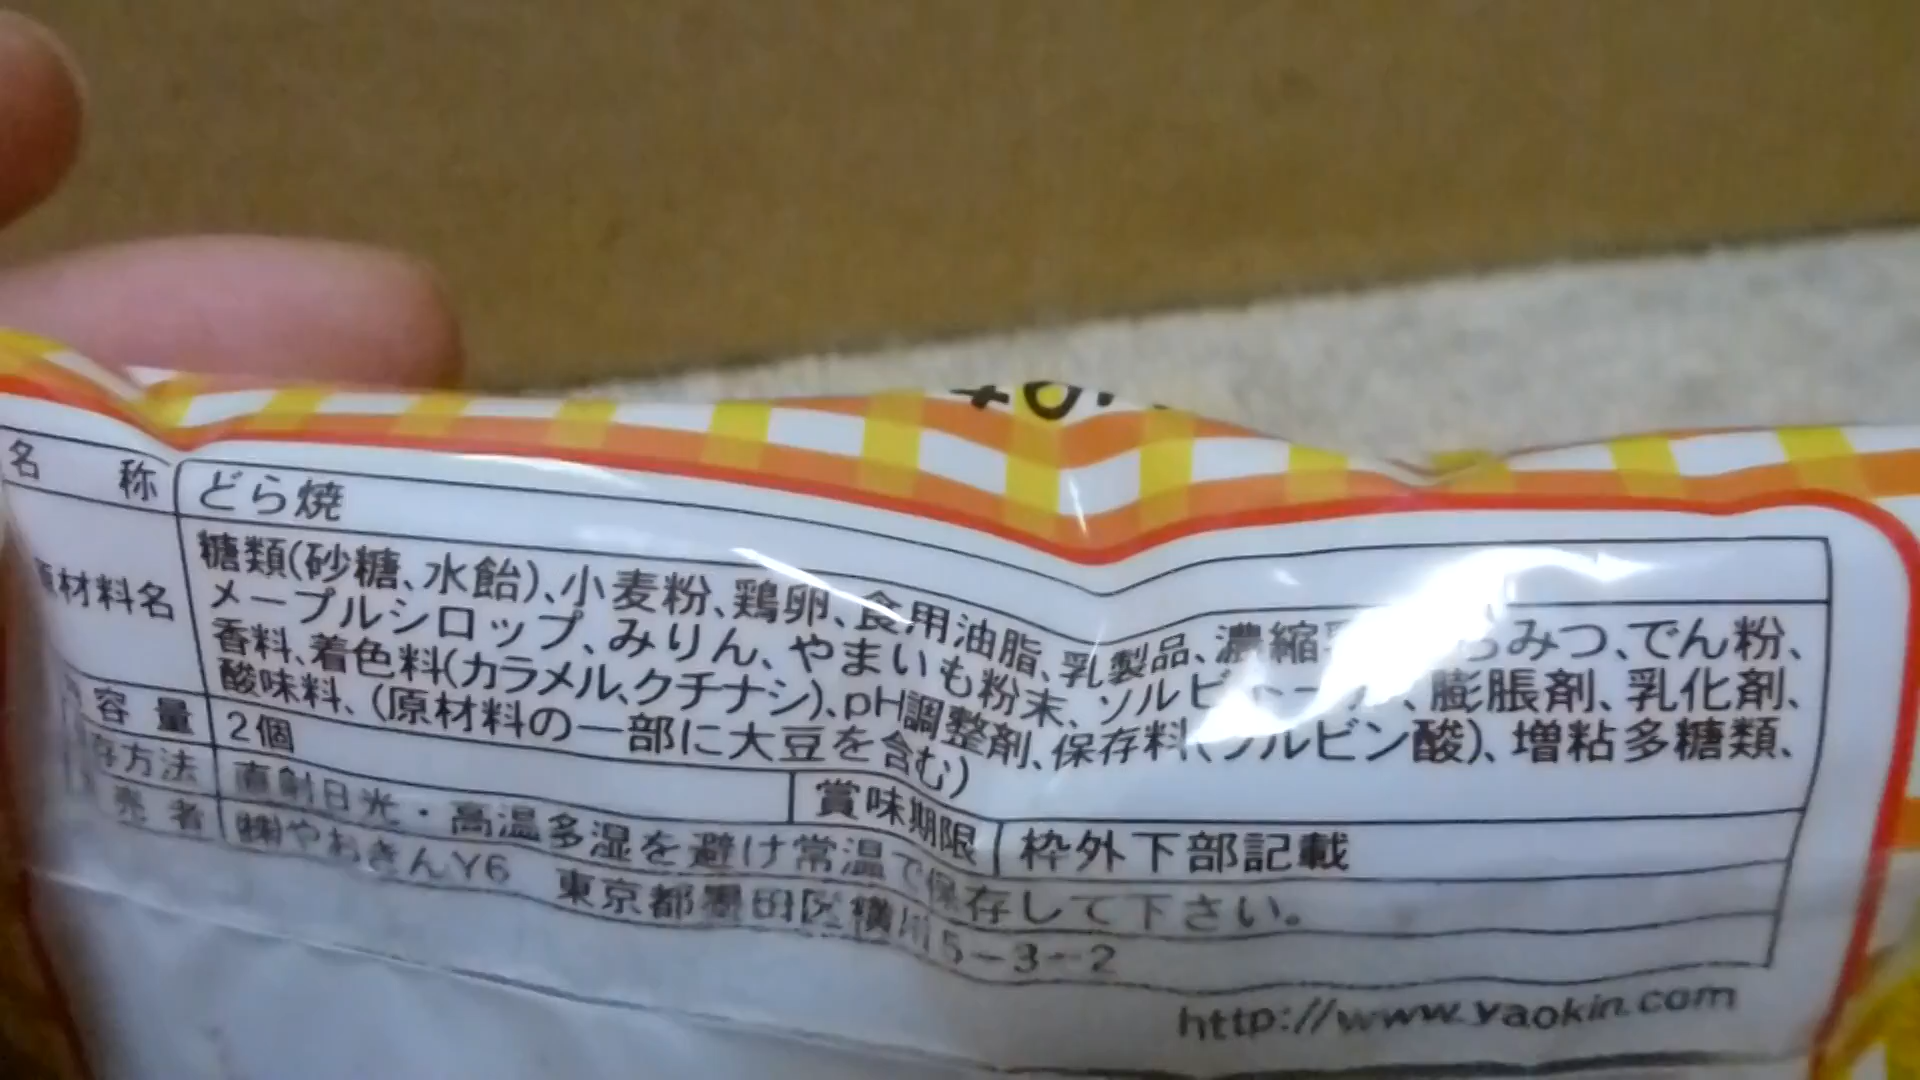 名称 どら焼
原材料名 糖類(砂糖、水飴)、小麦粉、鶏卵、食用油脂、乳製品、濃縮 みつ、でん粉、
メープルシロップ、みりん、やまいも粉末、ソルビトール、膨脹剤、乳化剤、
香料、着色料(カラメル、クチナシ)、pH調整剤、保存料(ソルビン酸)、増粘多糖類、
酸味料、(原材料の一部に大豆を含む)
内容量 2個 賞味期限 枠外下部記載
保存方法 直射日光・高温多湿を避け常温で保存して下さい。
販売者 ㈱やおきんY6 東京都墨田区横川5-3-2
http://www.yaokin.com